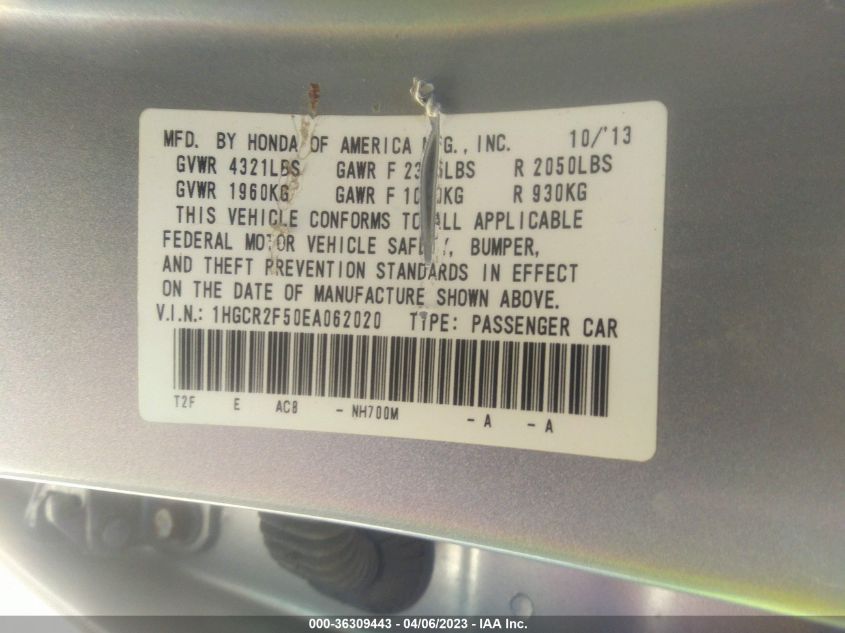 MFD. BY HONDA OF AMERICA MFG., INC. 10/'13
GVWR 4321LBS GAWR F LBS R 2050LBS
GVWR 1960KG GAWR F R 930KG
THIS VEHICLE CONFORMS TO ALL APPLICABLE
FEDERAL MOTOR VEHICLE SAFETY, BUMPER,
AND THEFT PREVENTION STANDARDS IN EFFECT
ON THE DATE OF MANUFACTURE SHOWN ABOVE.
V.I.N.: 1HGCR2F50EA062020 TYPE: PASSENGER CAR
T2F E AC8 - NH700M - A - A
000-36309443 - 04/06/2023 - IAA Inc.